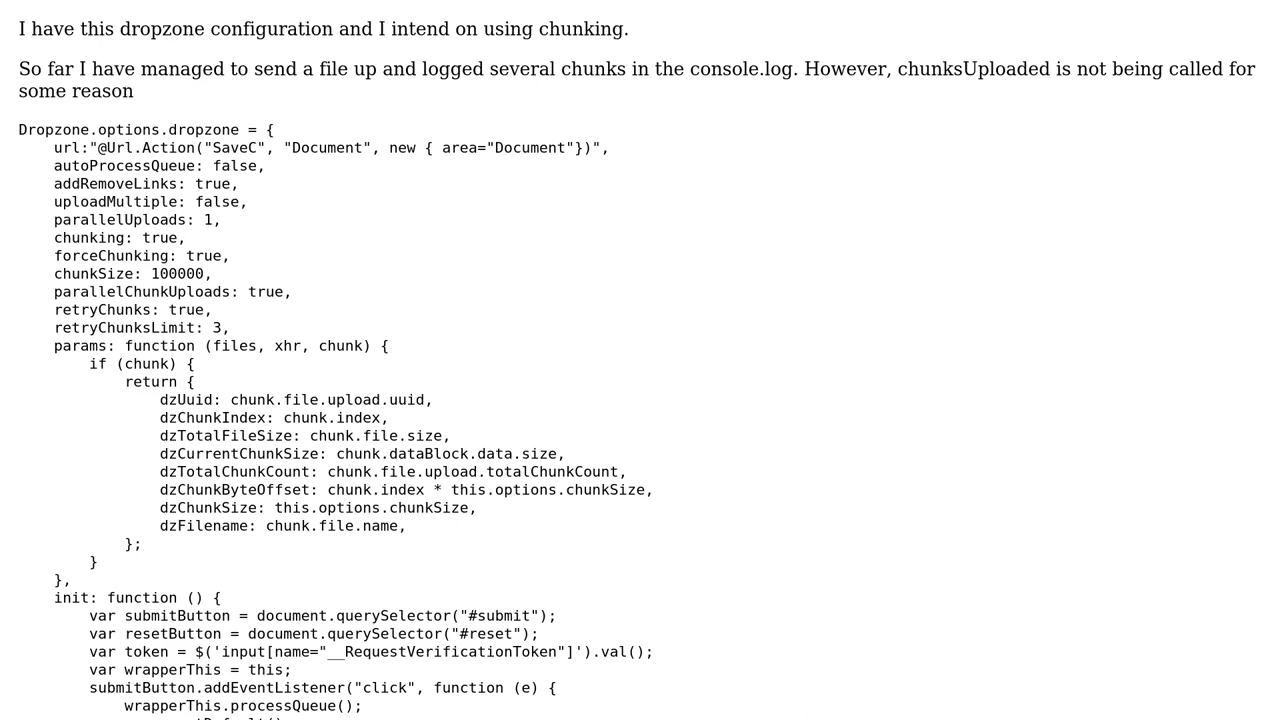 I have this dropzone configuration and I intend on using chunking.
So far I have managed to send a file up and logged several chunks in the console.log. However, chunksUploaded is not being called for
some reason
Dropzone.options.dropzone = {
    url:"@Url.Action("SaveC", "Document", new { area="Document"})",
    autoProcessQueue: false,
    addRemoveLinks: true,
    uploadMultiple: false,
    parallelUploads: 1,
    chunking: true,
    forceChunking: true,
    chunkSize: 100000,
    parallelChunkUploads: true,
    retryChunks: true,
    retryChunksLimit: 3,
    params: function (files, xhr, chunk) {
        if (chunk) {
            return {
                dzUuid: chunk.file.upload.uuid,
                dzChunkIndex: chunk.index,
                dzTotalFileSize: chunk.file.size,
                dzCurrentChunkSize: chunk.dataBlock.data.size,
                dzTotalChunkCount: chunk.file.upload.totalChunkCount,
                dzChunkByteOffset: chunk.index * this.options.chunkSize,
                dzChunkSize: this.options.chunkSize,
                dzFilename: chunk.file.name,
            };
        }
    },
    init: function () {
        var submitButton = document.querySelector("#submit");
        var resetButton = document.querySelector("#reset");
        var token = $('input[name="__RequestVerificationToken"]').val();
        var wrapperThis = this;
        submitButton.addEventListener("click", function (e) {
            wrapperThis.processQueue();